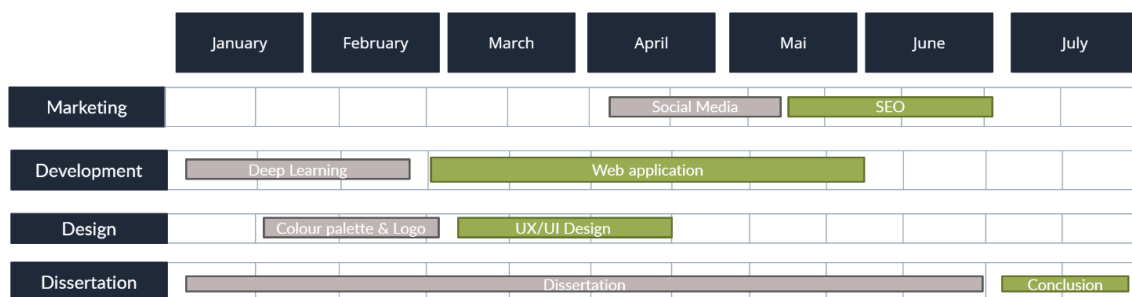 January February March April Mai June July
Marketing Social Media SEO
Development Deep Learning Web application
Design Colour palette & Logo UX/UI Design
Dissertation Dissertation Conclusion